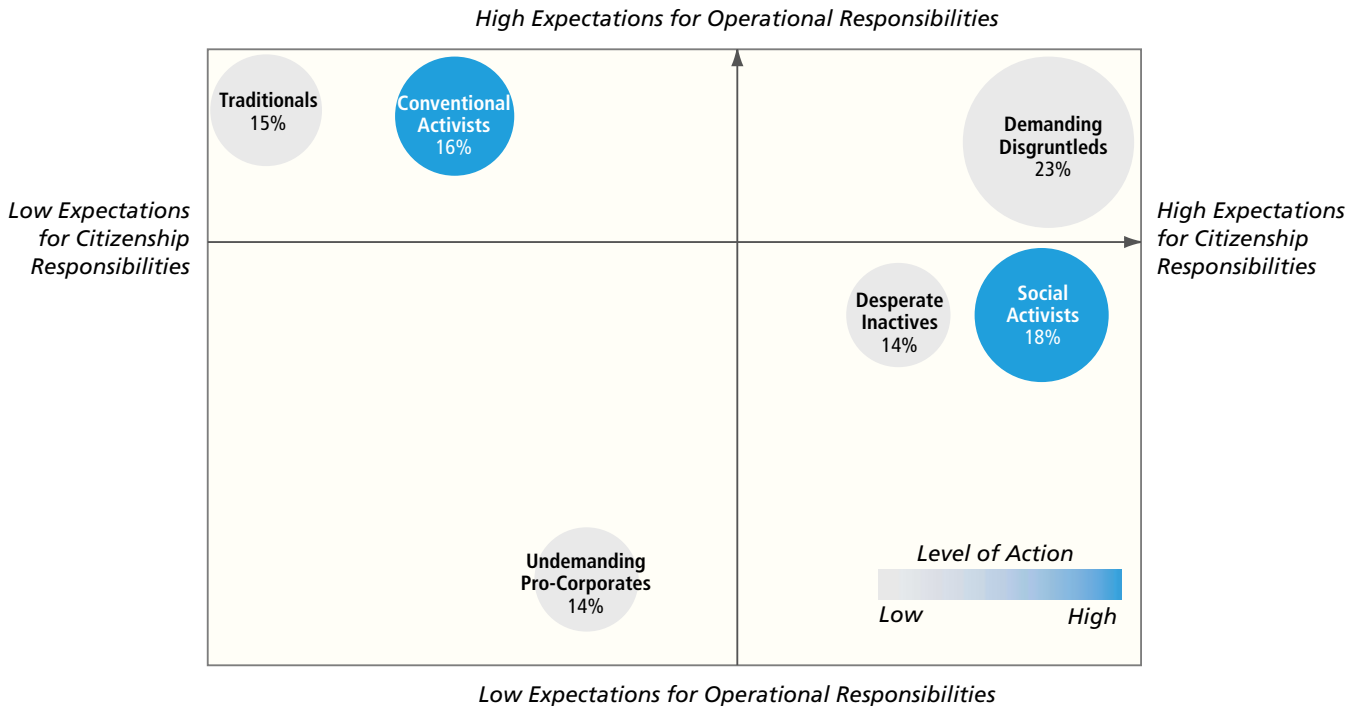 High Expectations for Operational Responsibilities
Traditionals
15%
Conventional
Activists
16%
Demanding
Disgruntleds
23%
Low Expectations
for Citizenship
Responsibilities
High Expectations
for Citizenship
Responsibilities
Desperate
Inactives
14%
Social
Activists
18%
Undemanding
Pro-Corporates
14%
Level of Action
Low
High
Low Expectations for Operational Responsibilities